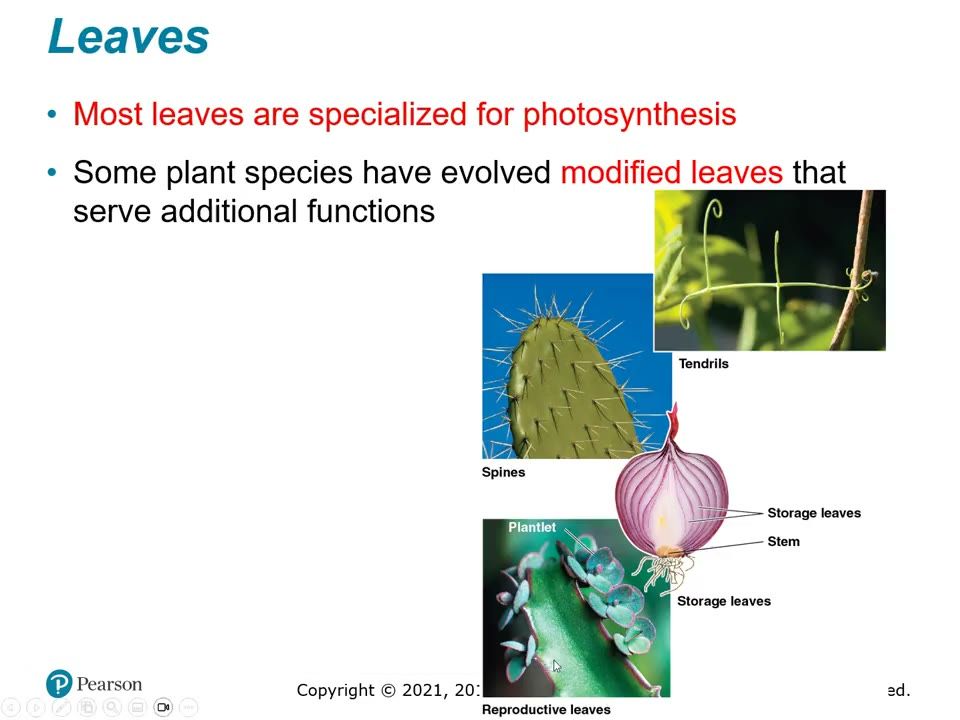 Leaves
• Most leaves are specialized for photosynthesis
• Some plant species have evolved modified leaves that
serve additional functions
Tendrils
Spines
Storage leaves
Stem
Storage leaves
Plantlet
Reproductive leaves
P Pearson
Copyright © 2021,